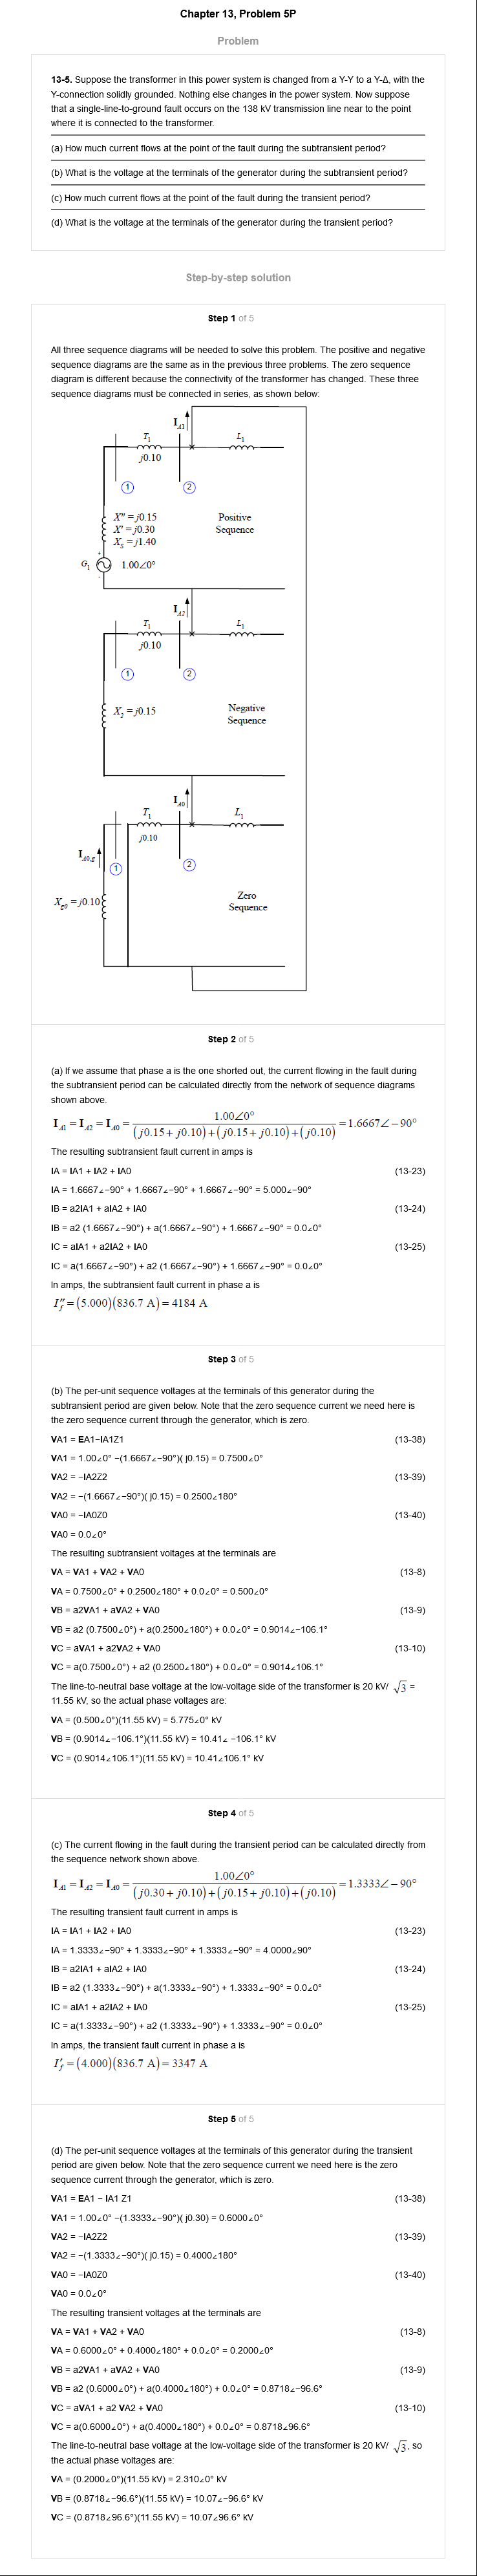 Chapter 13, Problem 5P
Problem
13-5. Suppose the transformer in this power system is changed from a Y-Y to a Y-Δ, with the
Y-connection solidly grounded. Nothing else changes in the power system. Now suppose
that a single-line-to-ground fault occurs on the 138 kV transmission line near to the point
where it is connected to the transformer.
(a) How much current flows at the point of the fault during the subtransient period?
(b) What is the voltage at the terminals of the generator during the subtransient period?
(c) How much current flows at the point of the fault during the transient period?
(d) What is the voltage at the terminals of the generator during the transient period?
Step-by-step solution
Step 1 of 5
All three sequence diagrams will be needed to solve this problem. The positive and negative
sequence diagrams are the same as in the previous three problems. The zero sequence
diagram is different because the connectivity of the transformer has changed. These three
sequence diagrams must be connected in series, as shown below:
I_A1
T_1 L_1
j0.10
1 2
X" = j0.15
X' = j0.30
X_S = j1.40
Positive
Sequence
G_1 1.00∠0°
+
-
I_A2
T_1 L_1
j0.10
1 2
X_2 = j0.15
Negative
Sequence
I_A0
T_1 L_1
j0.10
I_A0,g
1 2
X_g0 = j0.10
Zero
Sequence
Step 2 of 5
(a) If we assume that phase a is the one shorted out, the current flowing in the fault during
the subtransient period can be calculated directly from the network of sequence diagrams
shown above.
I_A1 = I_A2 = I_A0 = 1.00∠0° / ((j0.15 + j0.10) + (j0.15 + j0.10) + (j0.10)) = 1.6667∠−90°
The resulting subtransient fault current in amps is
IA = IA1 + IA2 + IA0 (13-23)
IA = 1.6667∠−90° + 1.6667∠−90° + 1.6667∠−90° = 5.000∠−90°
IB = a2IA1 + aIA2 + IA0 (13-24)
IB = a2 (1.6667∠−90°) + a(1.6667∠−90°) + 1.6667∠−90° = 0.0∠0°
IC = aIA1 + a2IA2 + IA0 (13-25)
IC = a(1.6667∠−90°) + a2 (1.6667∠−90°) + 1.6667∠−90° = 0.0∠0°
In amps, the subtransient fault current in phase a is
I"_f = (5.000)(836.7 A) = 4184 A
Step 3 of 5
(b) The per-unit sequence voltages at the terminals of this generator during the
subtransient period are given below. Note that the zero sequence current we need here is
the zero sequence current through the generator, which is zero.
VA1 = EA1−IA1Z1 (13-38)
VA1 = 1.00∠0° −(1.6667∠−90°)( j0.15) = 0.7500∠0°
VA2 = −IA2Z2 (13-39)
VA2 = −(1.6667∠−90°)( j0.15) = 0.2500∠180°
VA0 = −IA0Z0 (13-40)
VA0 = 0.0∠0°
The resulting subtransient voltages at the terminals are
VA = VA1 + VA2 + VA0 (13-8)
VA = 0.7500∠0° + 0.2500∠180° + 0.0∠0° = 0.500∠0°
VB = a2VA1 + aVA2 + VA0 (13-9)
VB = a2 (0.7500∠0°) + a(0.2500∠180°) + 0.0∠0° = 0.9014∠−106.1°
VC = aVA1 + a2VA2 + VA0 (13-10)
VC = a(0.7500∠0°) + a2 (0.2500∠180°) + 0.0∠0° = 0.9014∠106.1°
The line-to-neutral base voltage at the low-voltage side of the transformer is 20 kV/ √3 =
11.55 kV, so the actual phase voltages are:
VA = (0.500∠0°)(11.55 kV) = 5.775∠0° kV
VB = (0.9014∠−106.1°)(11.55 kV) = 10.41∠ −106.1° kV
VC = (0.9014∠106.1°)(11.55 kV) = 10.41∠106.1° kV
Step 4 of 5
(c) The current flowing in the fault during the transient period can be calculated directly from
the sequence network shown above.
I_A1 = I_A2 = I_A0 = 1.00∠0° / ((j0.30 + j0.10) + (j0.15 + j0.10) + (j0.10)) = 1.3333∠−90°
The resulting transient fault current in amps is
IA = IA1 + IA2 + IA0 (13-23)
IA = 1.3333∠−90° + 1.3333∠−90° + 1.3333∠−90° = 4.0000∠90°
IB = a2IA1 + aIA2 + IA0 (13-24)
IB = a2 (1.3333∠−90°) + a(1.3333∠−90°) + 1.3333∠−90° = 0.0∠0°
IC = aIA1 + a2IA2 + IA0 (13-25)
IC = a(1.3333∠−90°) + a2 (1.3333∠−90°) + 1.3333∠−90° = 0.0∠0°
In amps, the transient fault current in phase a is
I'_f = (4.000)(836.7 A) = 3347 A
Step 5 of 5
(d) The per-unit sequence voltages at the terminals of this generator during the transient
period are given below. Note that the zero sequence current we need here is the zero
sequence current through the generator, which is zero.
VA1 = EA1 − IA1 Z1 (13-38)
VA1 = 1.00∠0° −(1.3333∠−90°)( j0.30) = 0.6000∠0°
VA2 = −IA2Z2 (13-39)
VA2 = −(1.3333∠−90°)( j0.15) = 0.4000∠180°
VA0 = −IA0Z0 (13-40)
VA0 = 0.0∠0°
The resulting transient voltages at the terminals are
VA = VA1 + VA2 + VA0 (13-8)
VA = 0.6000∠0° + 0.4000∠180° + 0.0∠0° = 0.2000∠0°
VB = a2VA1 + aVA2 + VA0 (13-9)
VB = a2 (0.6000∠0°) + a(0.4000∠180°) + 0.0∠0° = 0.8718∠−96.6°
VC = aVA1 + a2 VA2 + VA0 (13-10)
VC = a(0.6000∠0°) + a(0.4000∠180°) + 0.0∠0° = 0.8718∠96.6°
The line-to-neutral base voltage at the low-voltage side of the transformer is 20 kV/ √3, so
the actual phase voltages are:
VA = (0.2000∠0°)(11.55 kV) = 2.310∠0° kV
VB = (0.8718∠−96.6°)(11.55 kV) = 10.07∠−96.6° kV
VC = (0.8718∠96.6°)(11.55 kV) = 10.07∠96.6° kV